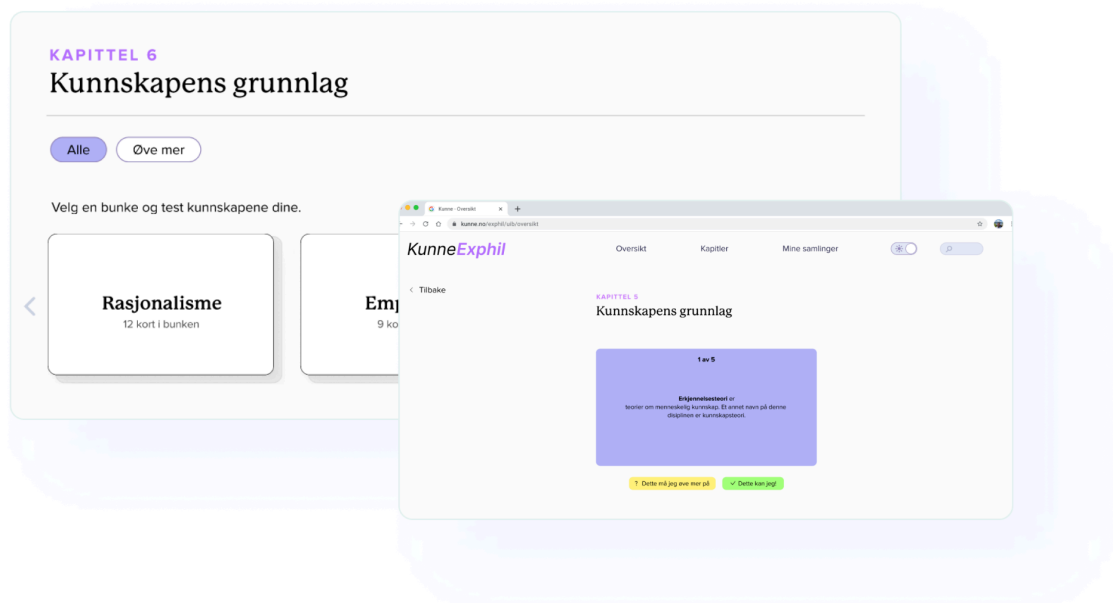 KAPITTEL 6
Kunnskapens grunnlag
Alle
Øve mer
Velg en bunke og test kunnskapene dine.
Rasjonalisme
12 kort i bunken
Emp
9 ko
Kunne - Oversikt
kunne.no/exphil/uib/oversikt
KunneExphil
Oversikt
Kapitler
Mine samlinger
Tilbake
KAPITTEL 5
Kunnskapens grunnlag
1 av 5
Erkjennelsesteori er
teorier om menneskelig kunnskap. Et annet navn på denne
disiplinen er kunnskapsteori.
? Dette må jeg øve mer på
✓ Dette kan jeg!